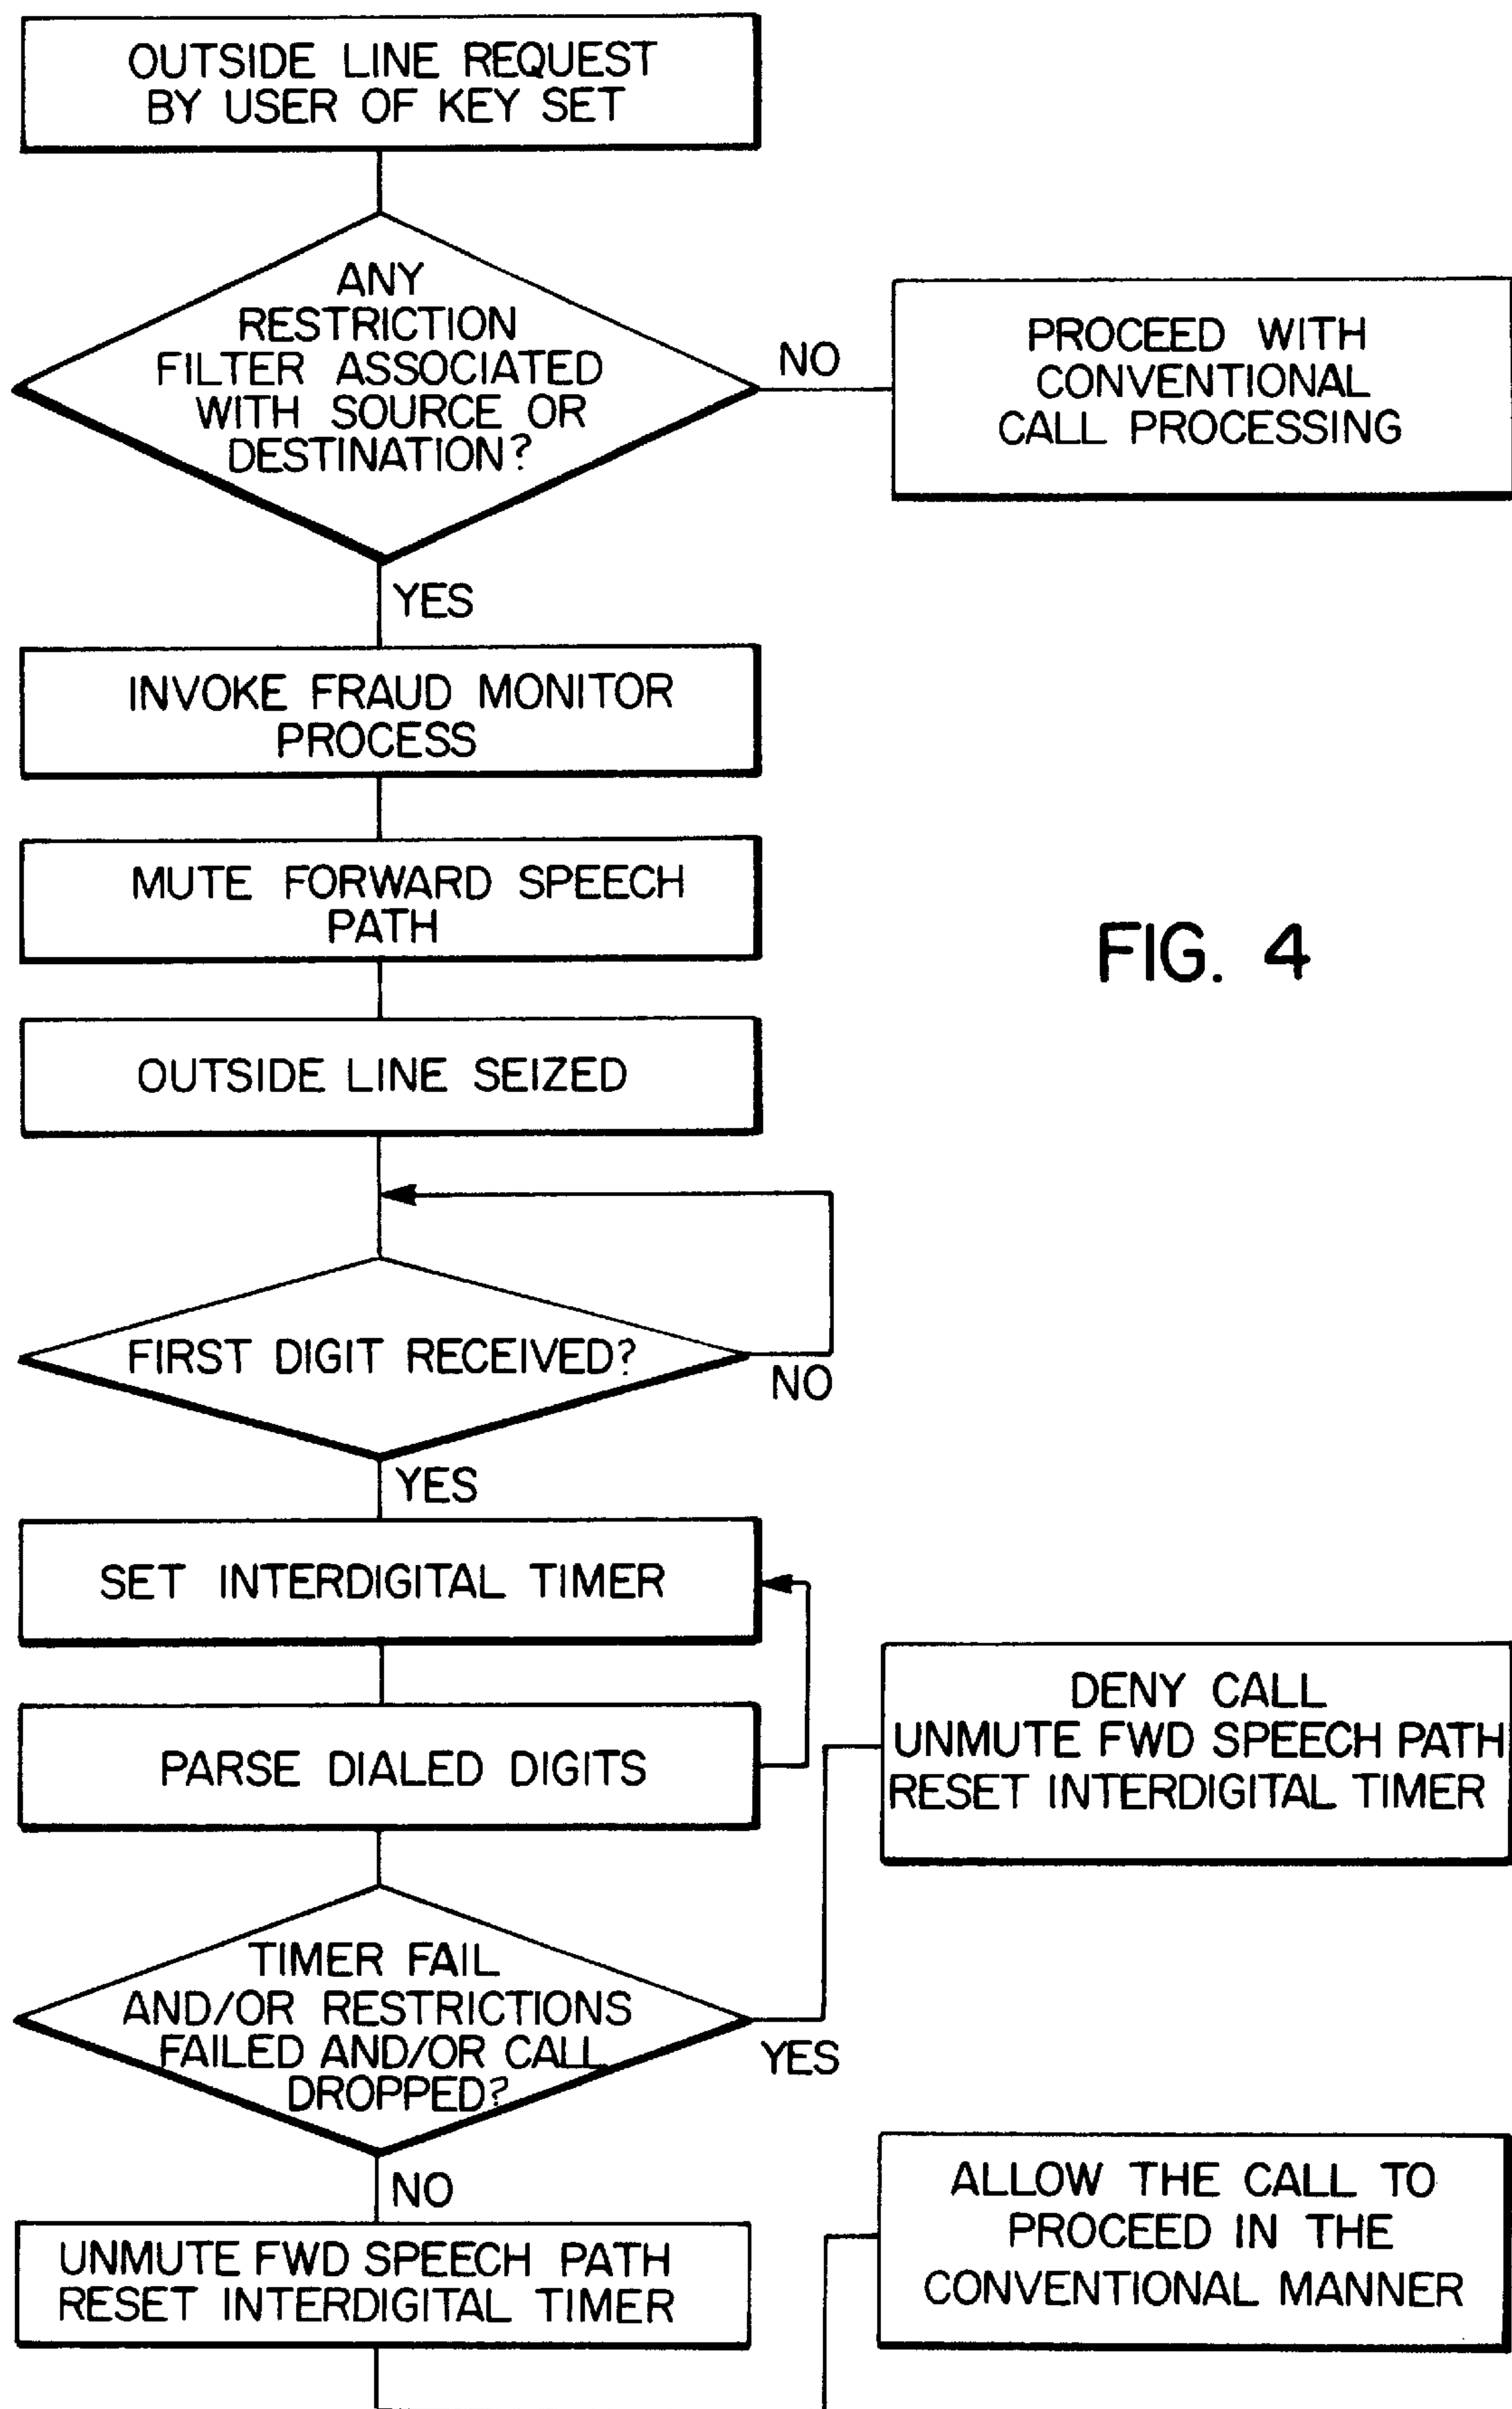 OUTSIDE LINE REQUEST
BY USER OF KEY SET
ANY
RESTRICTION
FILTER ASSOCIATED
WITH SOURCE OR
DESTINATION?
NO
PROCEED WITH
CONVENTIONAL
CALL PROCESSING
YES
INVOKE FRAUD MONITOR
PROCESS
MUTE FORWARD SPEECH
PATH
FIG. 4
OUTSIDE LINE SEIZED
FIRST DIGIT RECEIVED?
NO
YES
SET INTERDIGITAL TIMER
PARSE DIALED DIGITS
DENY CALL
UNMUTE FWD SPEECH PATH
RESET INTERDIGITAL TIMER
TIMER FAIL
AND/OR RESTRICTIONS
FAILED AND/OR CALL
DROPPED?
YES
NO
UNMUTE FWD SPEECH PATH
RESET INTERDIGITAL TIMER
ALLOW THE CALL TO
PROCEED IN THE
CONVENTIONAL MANNER